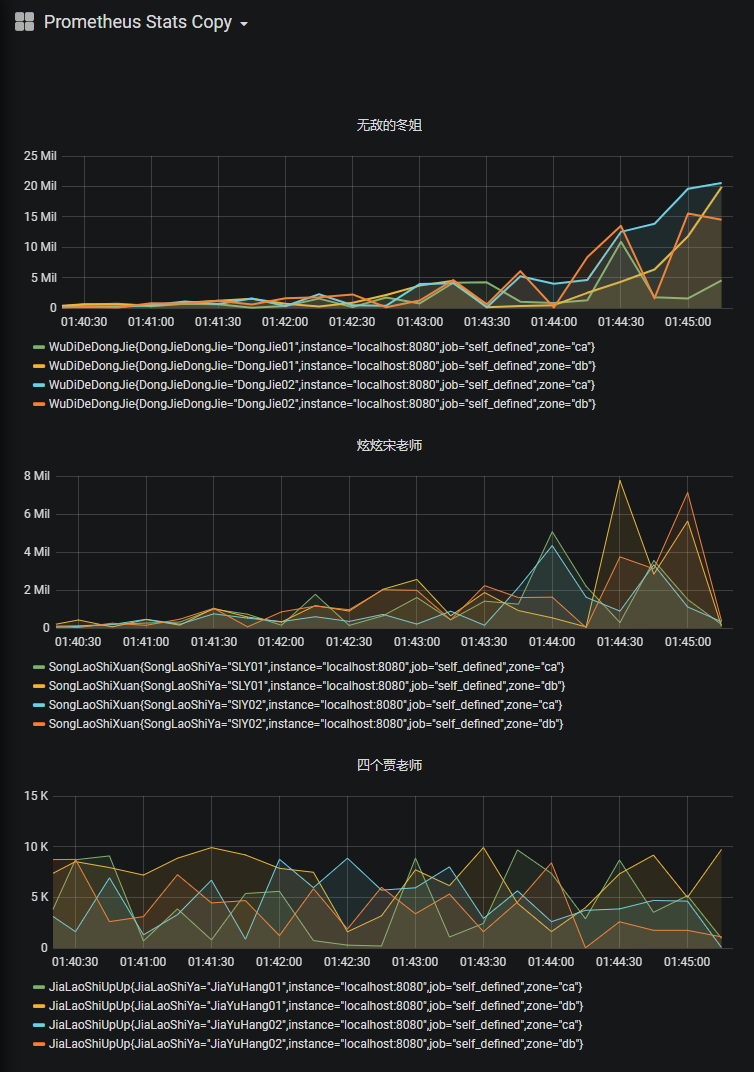 Prometheus Stats Copy
无敌的冬姐
25 Mil
20 Mil
15 Mil
10 Mil
5 Mil
0
01:40:30 01:41:00 01:41:30 01:42:00 01:42:30 01:43:00 01:43:30 01:44:00 01:44:30 01:45:00
WuDiDeDongJie{DongJieDongJie="DongJie01",instance="localhost:8080",job="self_defined",zone="ca"}
WuDiDeDongJie{DongJieDongJie="DongJie01",instance="localhost:8080",job="self_defined",zone="db"}
WuDiDeDongJie{DongJieDongJie="DongJie02",instance="localhost:8080",job="self_defined",zone="ca"}
WuDiDeDongJie{DongJieDongJie="DongJie02",instance="localhost:8080",job="self_defined",zone="db"}
炫炫宋老师
8 Mil
6 Mil
4 Mil
2 Mil
0
01:40:30 01:41:00 01:41:30 01:42:00 01:42:30 01:43:00 01:43:30 01:44:00 01:44:30 01:45:00
SongLaoShiXuan{SongLaoShiYa="SLY01",instance="localhost:8080",job="self_defined",zone="ca"}
SongLaoShiXuan{SongLaoShiYa="SLY01",instance="localhost:8080",job="self_defined",zone="db"}
SongLaoShiXuan{SongLaoShiYa="SlY02",instance="localhost:8080",job="self_defined",zone="ca"}
SongLaoShiXuan{SongLaoShiYa="SlY02",instance="localhost:8080",job="self_defined",zone="db"}
四个贾老师
15 K
10 K
5 K
0
01:40:30 01:41:00 01:41:30 01:42:00 01:42:30 01:43:00 01:43:30 01:44:00 01:44:30 01:45:00
JiaLaoShiUpUp{JiaLaoShiYa="JiaYuHang01",instance="localhost:8080",job="self_defined",zone="ca"}
JiaLaoShiUpUp{JiaLaoShiYa="JiaYuHang01",instance="localhost:8080",job="self_defined",zone="db"}
JiaLaoShiUpUp{JiaLaoShiYa="JiaYuHang02",instance="localhost:8080",job="self_defined",zone="ca"}
JiaLaoShiUpUp{JiaLaoShiYa="JiaYuHang02",instance="localhost:8080",job="self_defined",zone="db"}